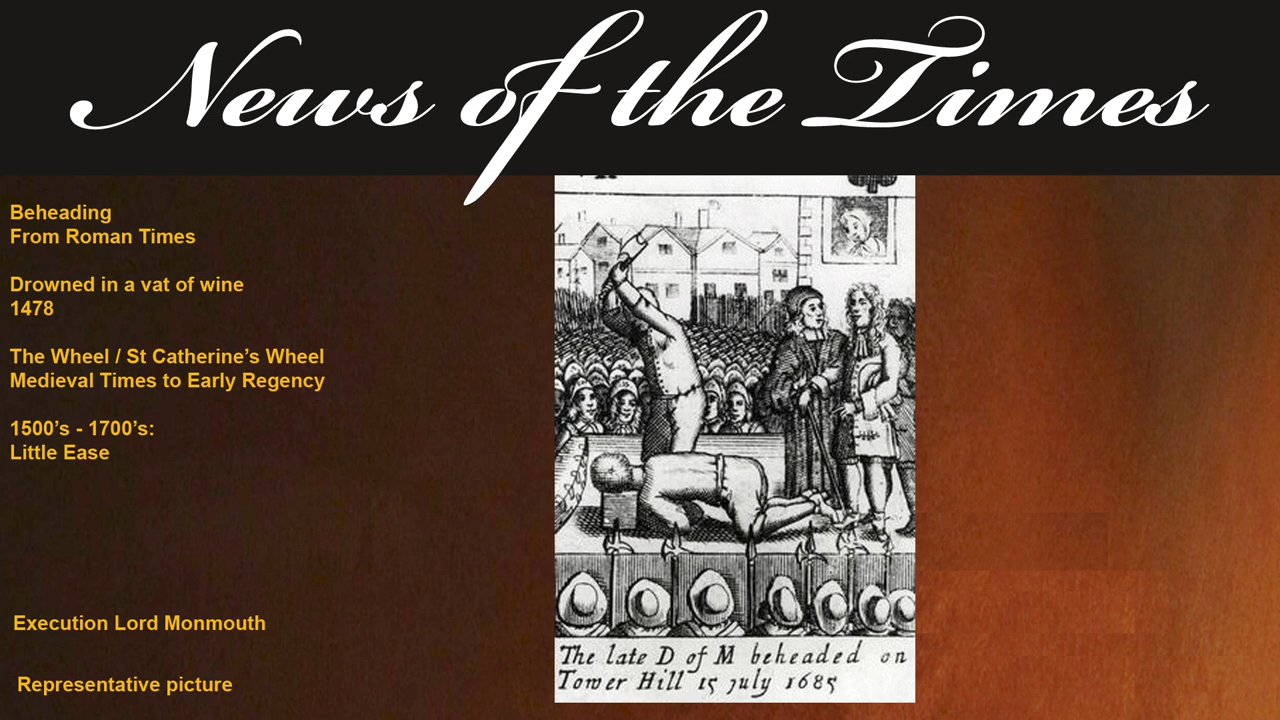 News of the Times
Beheading
From Roman Times
Drowned in a vat of wine
1478
The Wheel / St Catherine’s Wheel
Medieval Times to Early Regency
1500’s - 1700’s:
Little Ease
Execution Lord Monmouth
Representative picture
The late D of M beheaded on
Tower Hill 15 july 1685